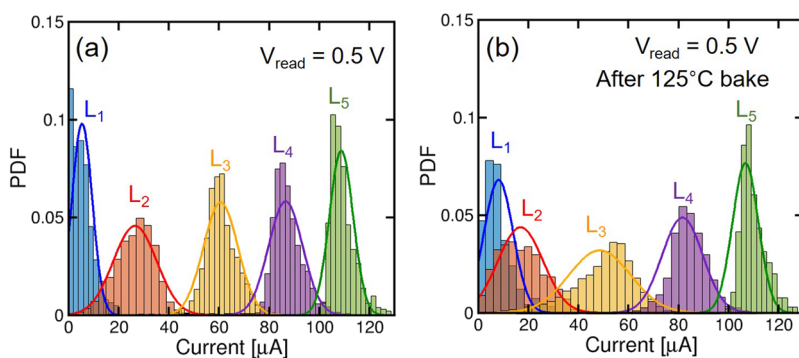 (a)
V_read = 0.5 V
L_1
L_2
L_3
L_4
L_5
PDF
0.15
0.1
0.05
0
0 20 40 60 80 100 120
Current [μA]
(b)
V_read = 0.5 V
After 125°C bake
L_1
L_2
L_3
L_4
L_5
PDF
0.15
0.1
0.05
0
0 20 40 60 80 100 120
Current [μA]